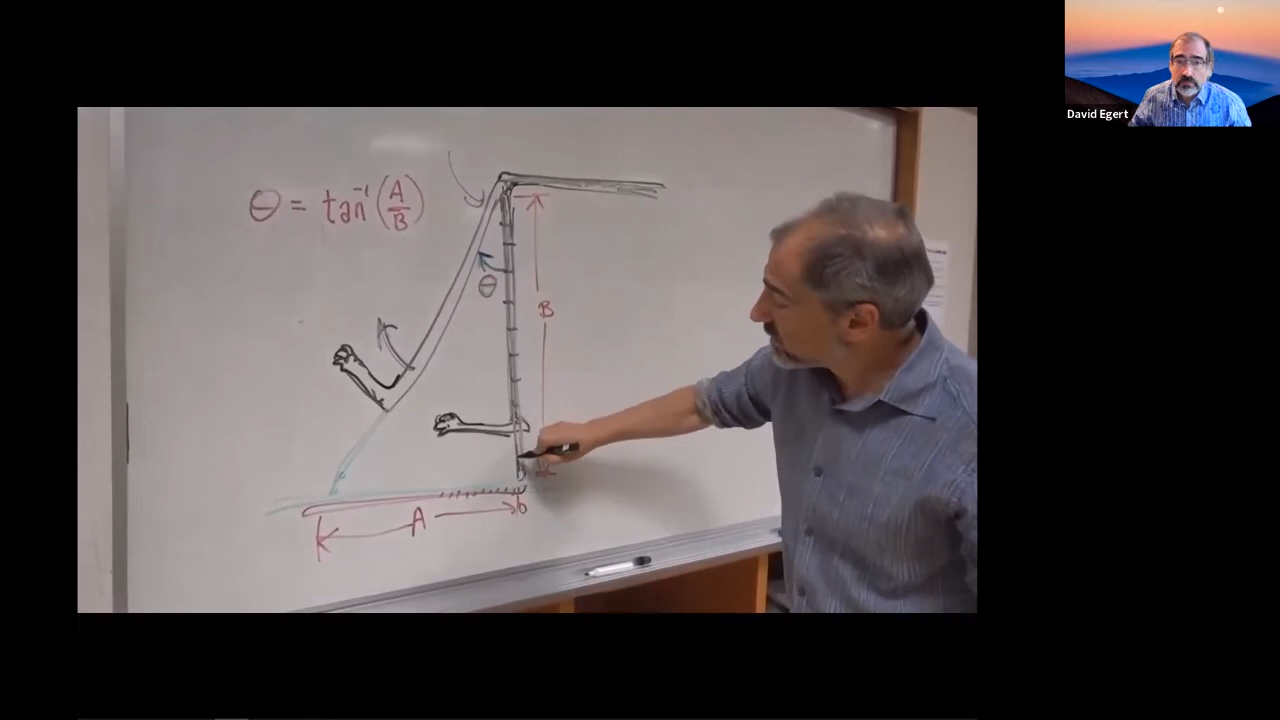 David Egert
Θ = tan⁻¹(A/B)
Θ
B
A